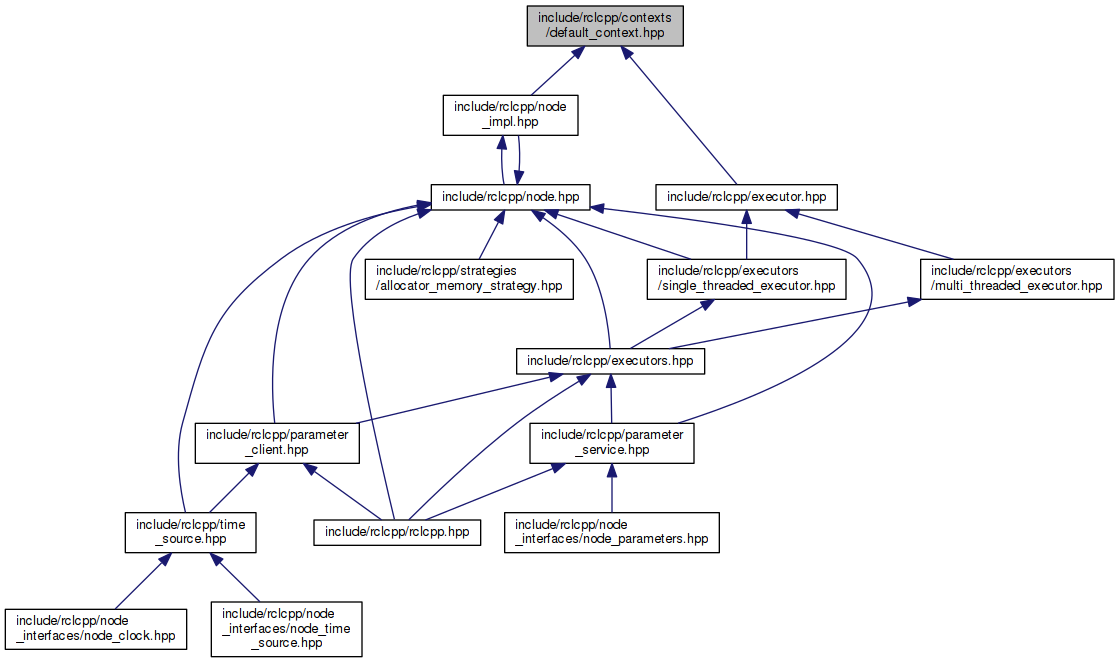 include/rclcpp/contexts
/default_context.hpp
include/rclcpp/node
_impl.hpp
include/rclcpp/node.hpp
include/rclcpp/executor.hpp
include/rclcpp/strategies
/allocator_memory_strategy.hpp
include/rclcpp/executors
/single_threaded_executor.hpp
include/rclcpp/executors
/multi_threaded_executor.hpp
include/rclcpp/executors.hpp
include/rclcpp/parameter
_client.hpp
include/rclcpp/parameter
_service.hpp
include/rclcpp/time
_source.hpp
include/rclcpp/rclcpp.hpp
include/rclcpp/node
_interfaces/node_parameters.hpp
include/rclcpp/node
_interfaces/node_clock.hpp
include/rclcpp/node
_interfaces/node_time
_source.hpp